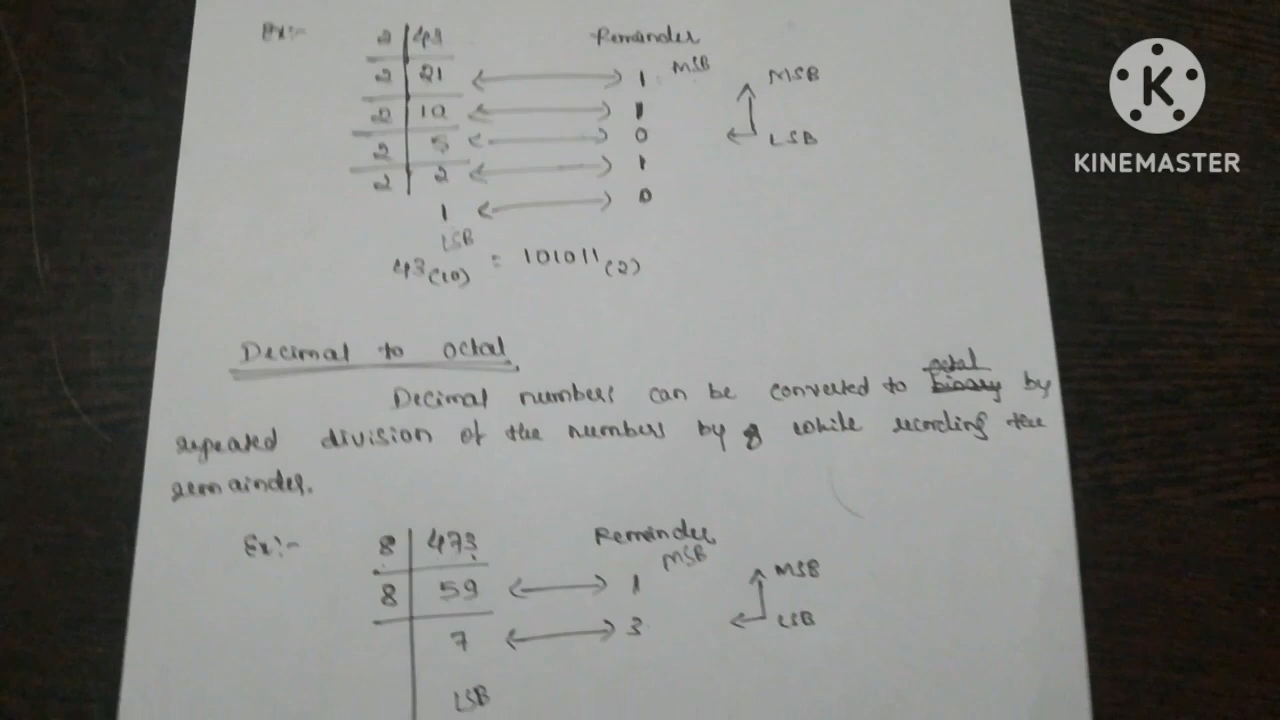 Ex:-
2 | 43 Reminder
2 | 21 ⟷ 1 MSB MSB
2 | 10 ⟷ 1
2 | 5 ⟷ 0 LSB
2 | 2 ⟷ 1
1 ⟷ 0
LSB
43(10) = 101011(2)
Decimal to octal
octal
Decimal numbers can be converted to binary by
repeated division of the numbers by 8 while recording the
remainder.
Ex:- 8 | 473 Reminder
MSB
8 | 59 ⟷ 1 MSB
7 ⟷ 3 LSB
LSB
K
KINEMASTER